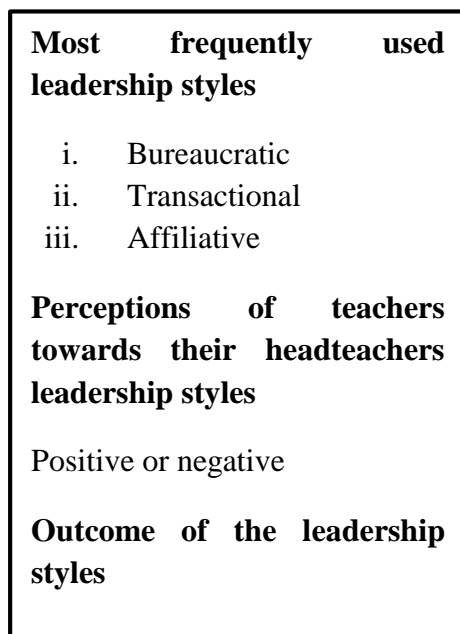 Most frequently used
leadership styles
i. Bureaucratic
ii. Transactional
iii. Affiliative
Perceptions of teachers
towards their headteachers
leadership styles
Positive or negative
Outcome of the leadership
styles